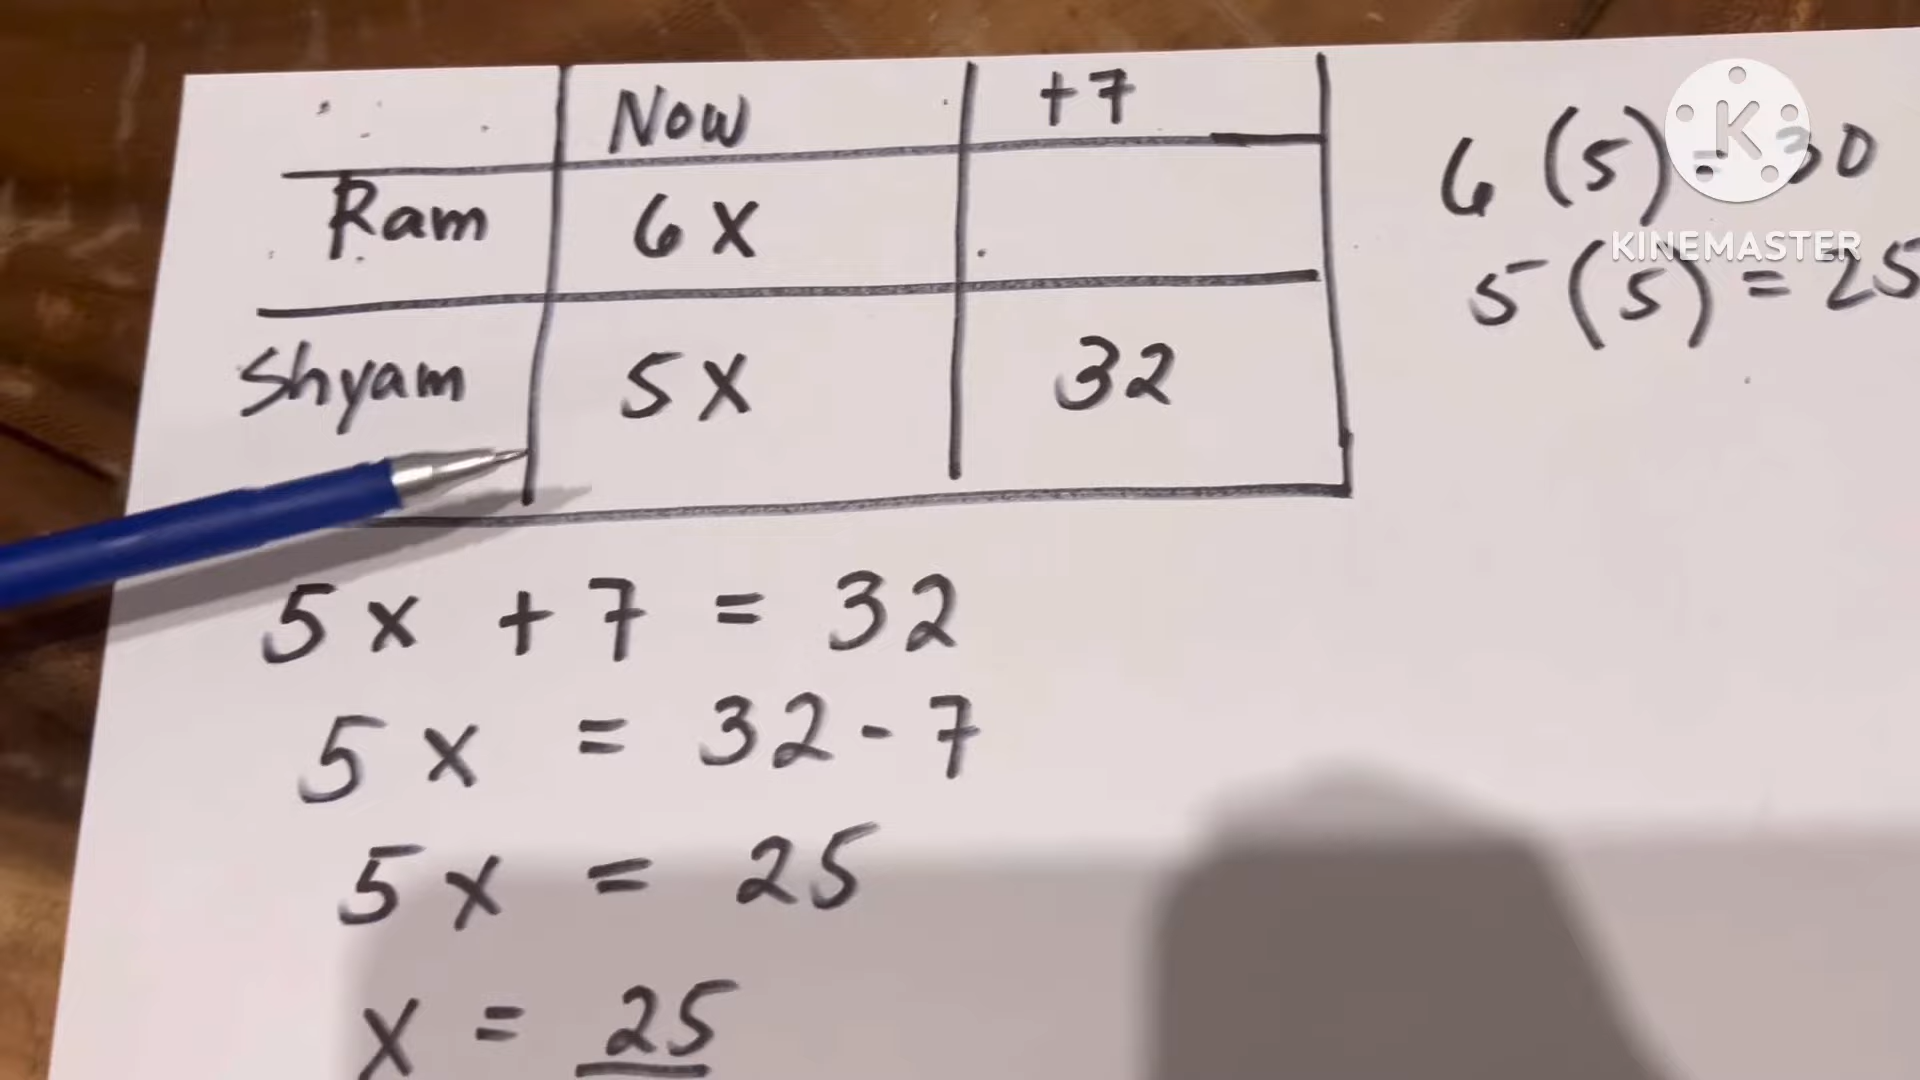 Now +7
Ram 6x
Shyam 5x 32
6 (5) = 30
5 (5) = 25
K
KINEMASTER
5x + 7 = 32
5x = 32 - 7
5x = 25
x = 25